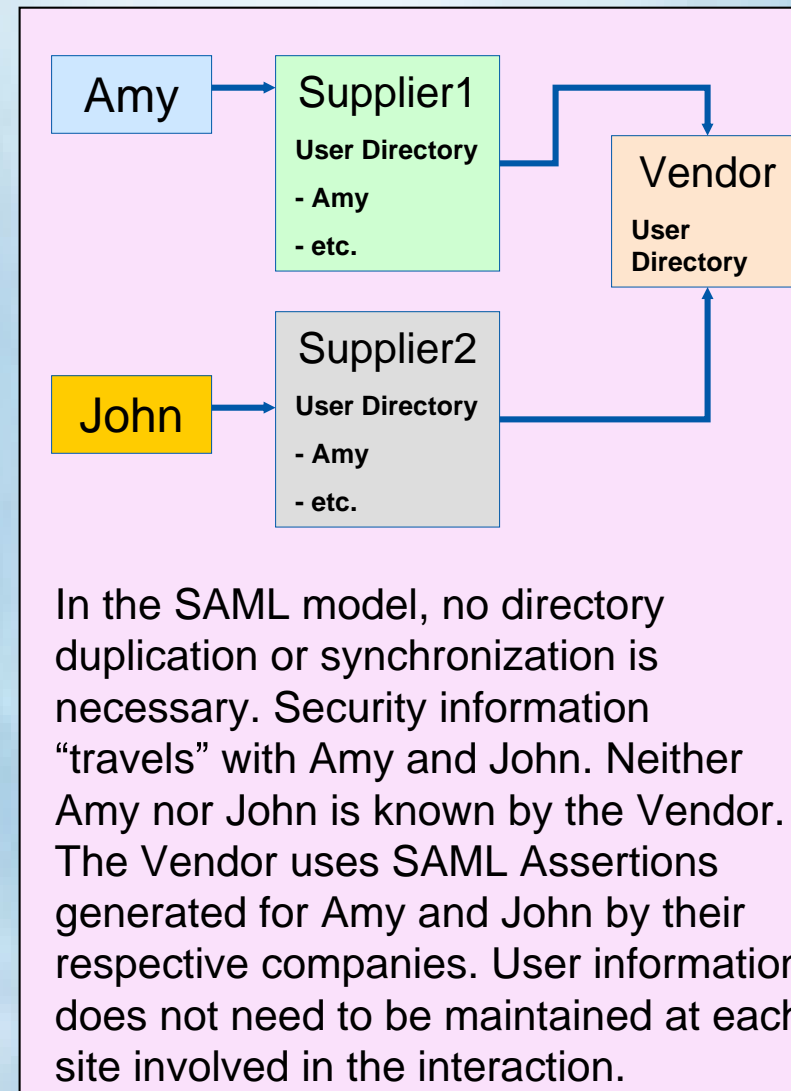 Amy
Supplier1
User Directory
- Amy
- etc.
Vendor
User
Directory
John
Supplier2
User Directory
- Amy
- etc.
In the SAML model, no directory
duplication or synchronization is
necessary. Security information
“travels” with Amy and John. Neither
Amy nor John is known by the Vendor.
The Vendor uses SAML Assertions
generated for Amy and John by their
respective companies. User information
does not need to be maintained at each
site involved in the interaction.